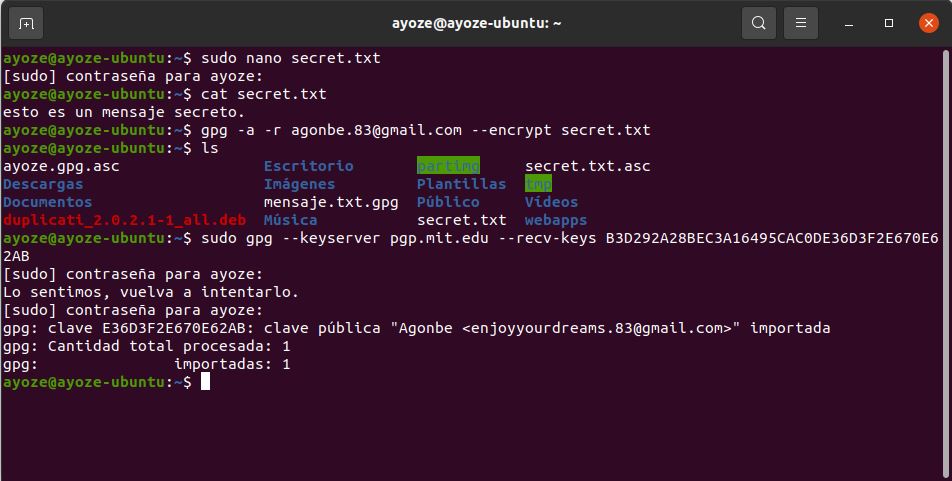 ayoze@ayoze-ubuntu: ~
ayoze@ayoze-ubuntu:~$ sudo nano secret.txt
[sudo] contraseña para ayoze:
ayoze@ayoze-ubuntu:~$ cat secret.txt
esto es un mensaje secreto.
ayoze@ayoze-ubuntu:~$ gpg -a -r agonbe.83@gmail.com --encrypt secret.txt
ayoze@ayoze-ubuntu:~$ ls
ayoze.gpg.asc Escritorio partimg secret.txt.asc
Descargas Imágenes Plantillas tmp
Documentos mensaje.txt.gpg Público Vídeos
duplicati_2.0.2.1-1_all.deb Música secret.txt webapps
ayoze@ayoze-ubuntu:~$ sudo gpg --keyserver pgp.mit.edu --recv-keys B3D292A28BEC3A16495CAC0DE36D3F2E670E6
2AB
[sudo] contraseña para ayoze:
Lo sentimos, vuelva a intentarlo.
[sudo] contraseña para ayoze:
gpg: clave E36D3F2E670E62AB: clave pública "Agonbe <enjoyyourdreams.83@gmail.com>" importada
gpg: Cantidad total procesada: 1
gpg:               importadas: 1
ayoze@ayoze-ubuntu:~$